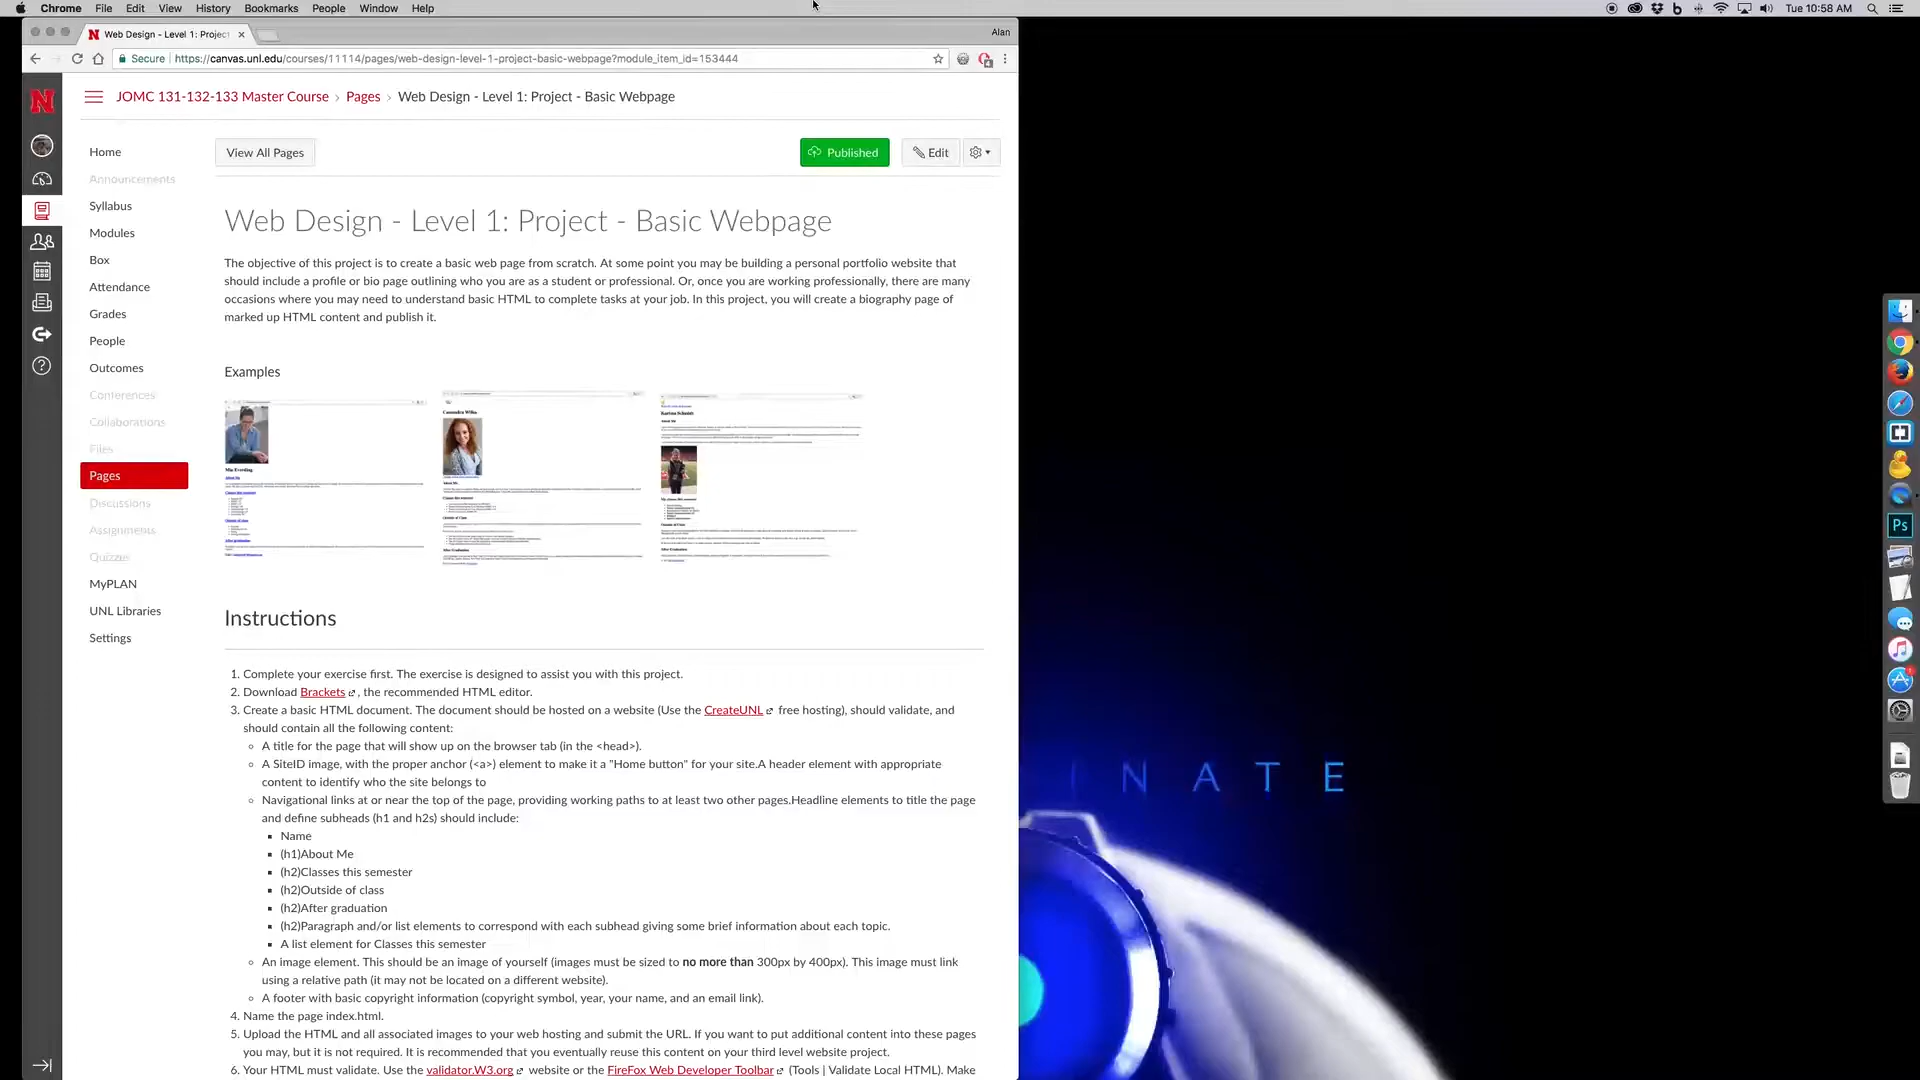 Chrome File Edit View History Bookmarks People Window Help
Tue 10:58 AM
Web Design - Level 1: Project
Alan
Secure https://canvas.unl.edu/courses/11114/pages/web-design-level-1-project-basic-webpage?module_item_id=153444
JOMC 131-132-133 Master Course › Pages › Web Design - Level 1: Project - Basic Webpage
Home
Announcements
Syllabus
Modules
Box
Attendance
Grades
People
Outcomes
Conferences
Collaborations
Files
Pages
Discussions
Assignments
Quizzes
MyPLAN
UNL Libraries
Settings
View All Pages
Published
Edit
Web Design - Level 1: Project - Basic Webpage
The objective of this project is to create a basic web page from scratch. At some point you may be building a personal portfolio website that
should include a profile or bio page outlining who you are as a student or professional. Or, once you are working professionally, there are many
occasions where you may need to understand basic HTML to complete tasks at your job. In this project, you will create a biography page of
marked up HTML content and publish it.
Examples
Instructions
1. Complete your exercise first. The exercise is designed to assist you with this project.
2. Download Brackets , the recommended HTML editor.
3. Create a basic HTML document. The document should be hosted on a website (Use the CreateUNL free hosting), should validate, and
should contain all the following content:
A title for the page that will show up on the browser tab (in the <head>).
A SiteID image, with the proper anchor (<a>) element to make it a "Home button" for your site.A header element with appropriate
content to identify who the site belongs to
Navigational links at or near the top of the page, providing working paths to at least two other pages.Headline elements to title the page
and define subheads (h1 and h2s) should include:
Name
(h1)About Me
(h2)Classes this semester
(h2)Outside of class
(h2)After graduation
(h2)Paragraph and/or list elements to correspond with each subhead giving some brief information about each topic.
A list element for Classes this semester
An image element. This should be an image of yourself (images must be sized to no more than 300px by 400px). This image must link
using a relative path (it may not be located on a different website).
A footer with basic copyright information (copyright symbol, year, your name, and an email link).
4. Name the page index.html.
5. Upload the HTML and all associated images to your web hosting and submit the URL. If you want to put additional content into these pages
you may, but it is not required. It is recommended that you eventually reuse this content on your third level website project.
6. Your HTML must validate. Use the validator.W3.org website or the FireFox Web Developer Toolbar (Tools | Validate Local HTML). Make
NATE
Ps